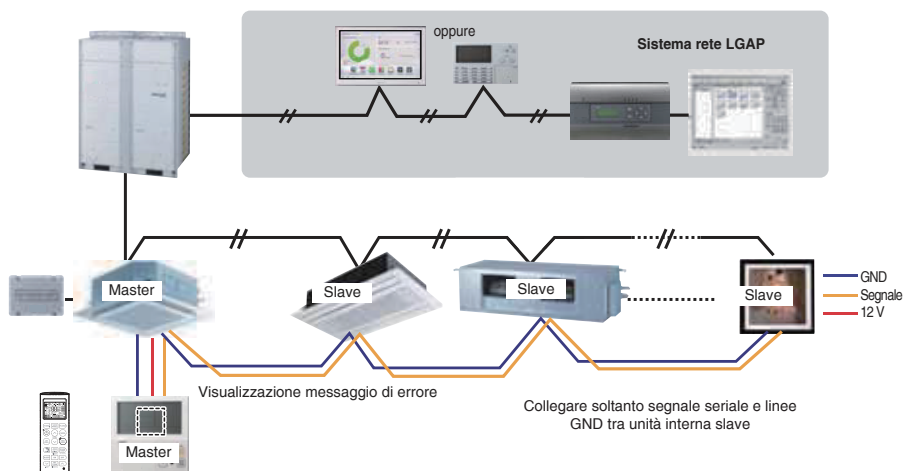 oppure
Sistema rete LGAP
Master
Slave
Slave
Slave
GND
Segnale
12 V
Visualizzazione messaggio di errore
Collegare soltanto segnale seriale e linee
GND tra unità interna slave
Master